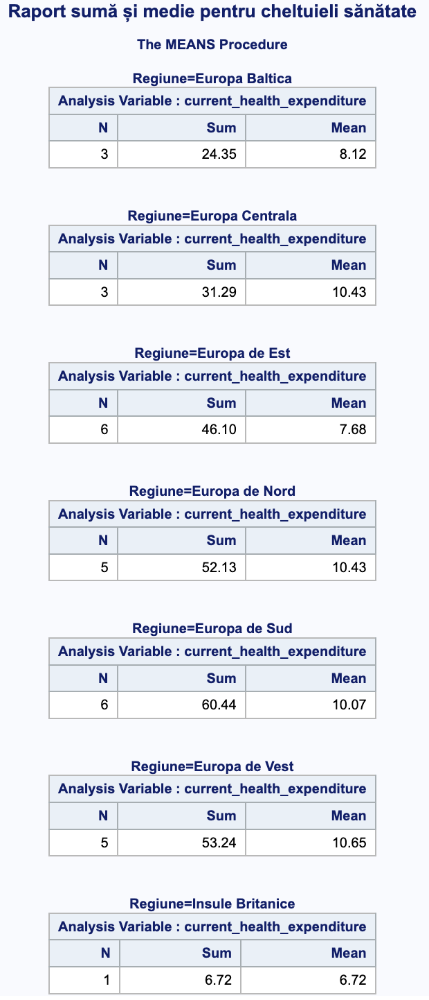 Raport sumă și medie pentru cheltuieli sănătate
The MEANS Procedure
Regiune=Europa Baltica
Analysis Variable : current_health_expenditure
N Sum Mean
3 24.35 8.12
Regiune=Europa Centrala
Analysis Variable : current_health_expenditure
N Sum Mean
3 31.29 10.43
Regiune=Europa de Est
Analysis Variable : current_health_expenditure
N Sum Mean
6 46.10 7.68
Regiune=Europa de Nord
Analysis Variable : current_health_expenditure
N Sum Mean
5 52.13 10.43
Regiune=Europa de Sud
Analysis Variable : current_health_expenditure
N Sum Mean
6 60.44 10.07
Regiune=Europa de Vest
Analysis Variable : current_health_expenditure
N Sum Mean
5 53.24 10.65
Regiune=Insule Britanice
Analysis Variable : current_health_expenditure
N Sum Mean
1 6.72 6.72